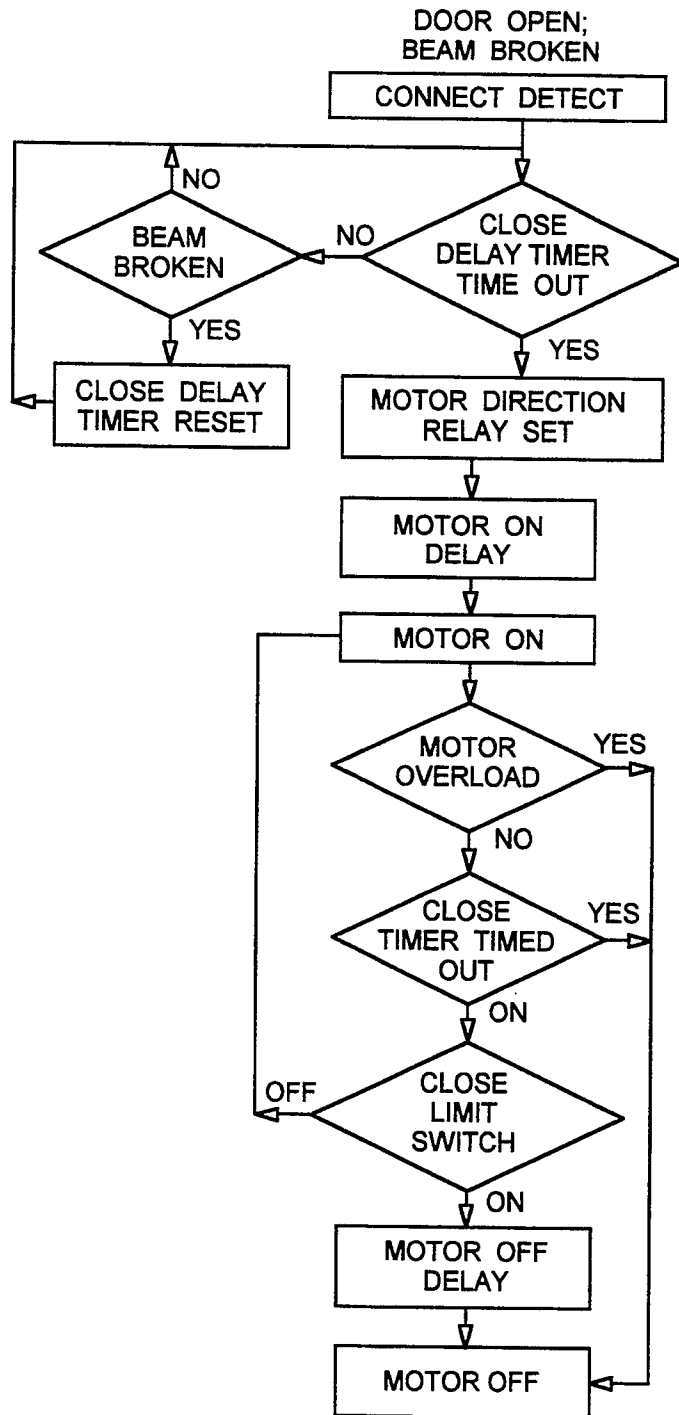 DOOR OPEN;
BEAM BROKEN
CONNECT DETECT
NO
CLOSE
DELAY TIMER
TIME OUT
NO
BEAM
BROKEN
YES
YES
CLOSE DELAY
TIMER RESET
MOTOR DIRECTION
RELAY SET
MOTOR ON
DELAY
MOTOR ON
MOTOR
OVERLOAD
YES
NO
CLOSE
TIMER TIMED
OUT
YES
ON
CLOSE
LIMIT
SWITCH
OFF
ON
MOTOR OFF
DELAY
MOTOR OFF